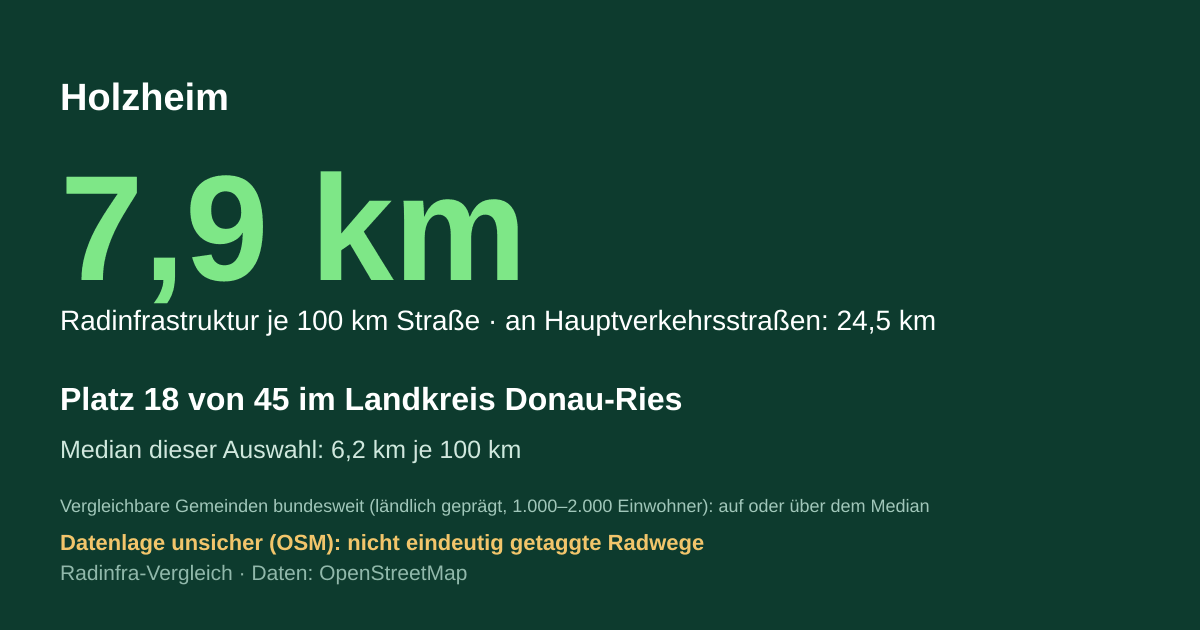 Holzheim
7,9 km
Radinfrastruktur je 100 km Straße · an Hauptverkehrsstraßen: 24,5 km
Platz 18 von 45 im Landkreis Donau-Ries
Median dieser Auswahl: 6,2 km je 100 km
Vergleichbare Gemeinden bundesweit (ländlich geprägt, 1.000–2.000 Einwohner): auf oder über dem Median
Datenlage unsicher (OSM): nicht eindeutig getaggte Radwege
Radinfra-Vergleich · Daten: OpenStreetMap